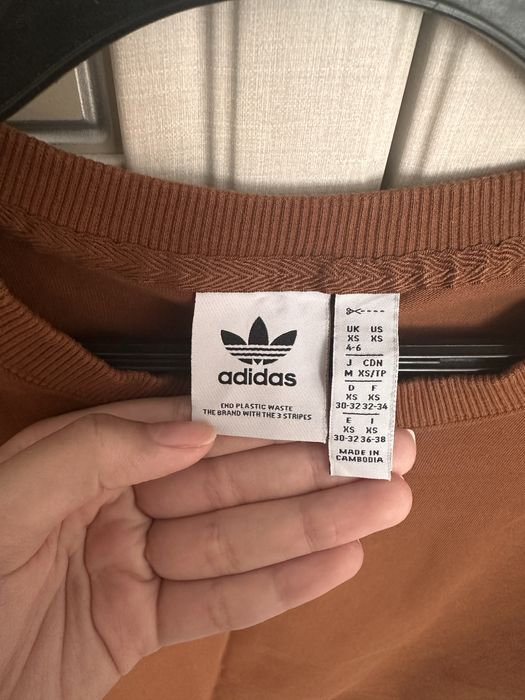 adidas
END PLASTIC WASTE
THE BRAND WITH THE 3 STRIPES
UK US
XS XS
4-6
J CDN
M XS/TP
D F
XS XS
30-32 32-34
E I
XS XS
30-32 36-38
MADE IN
CAMBODIA